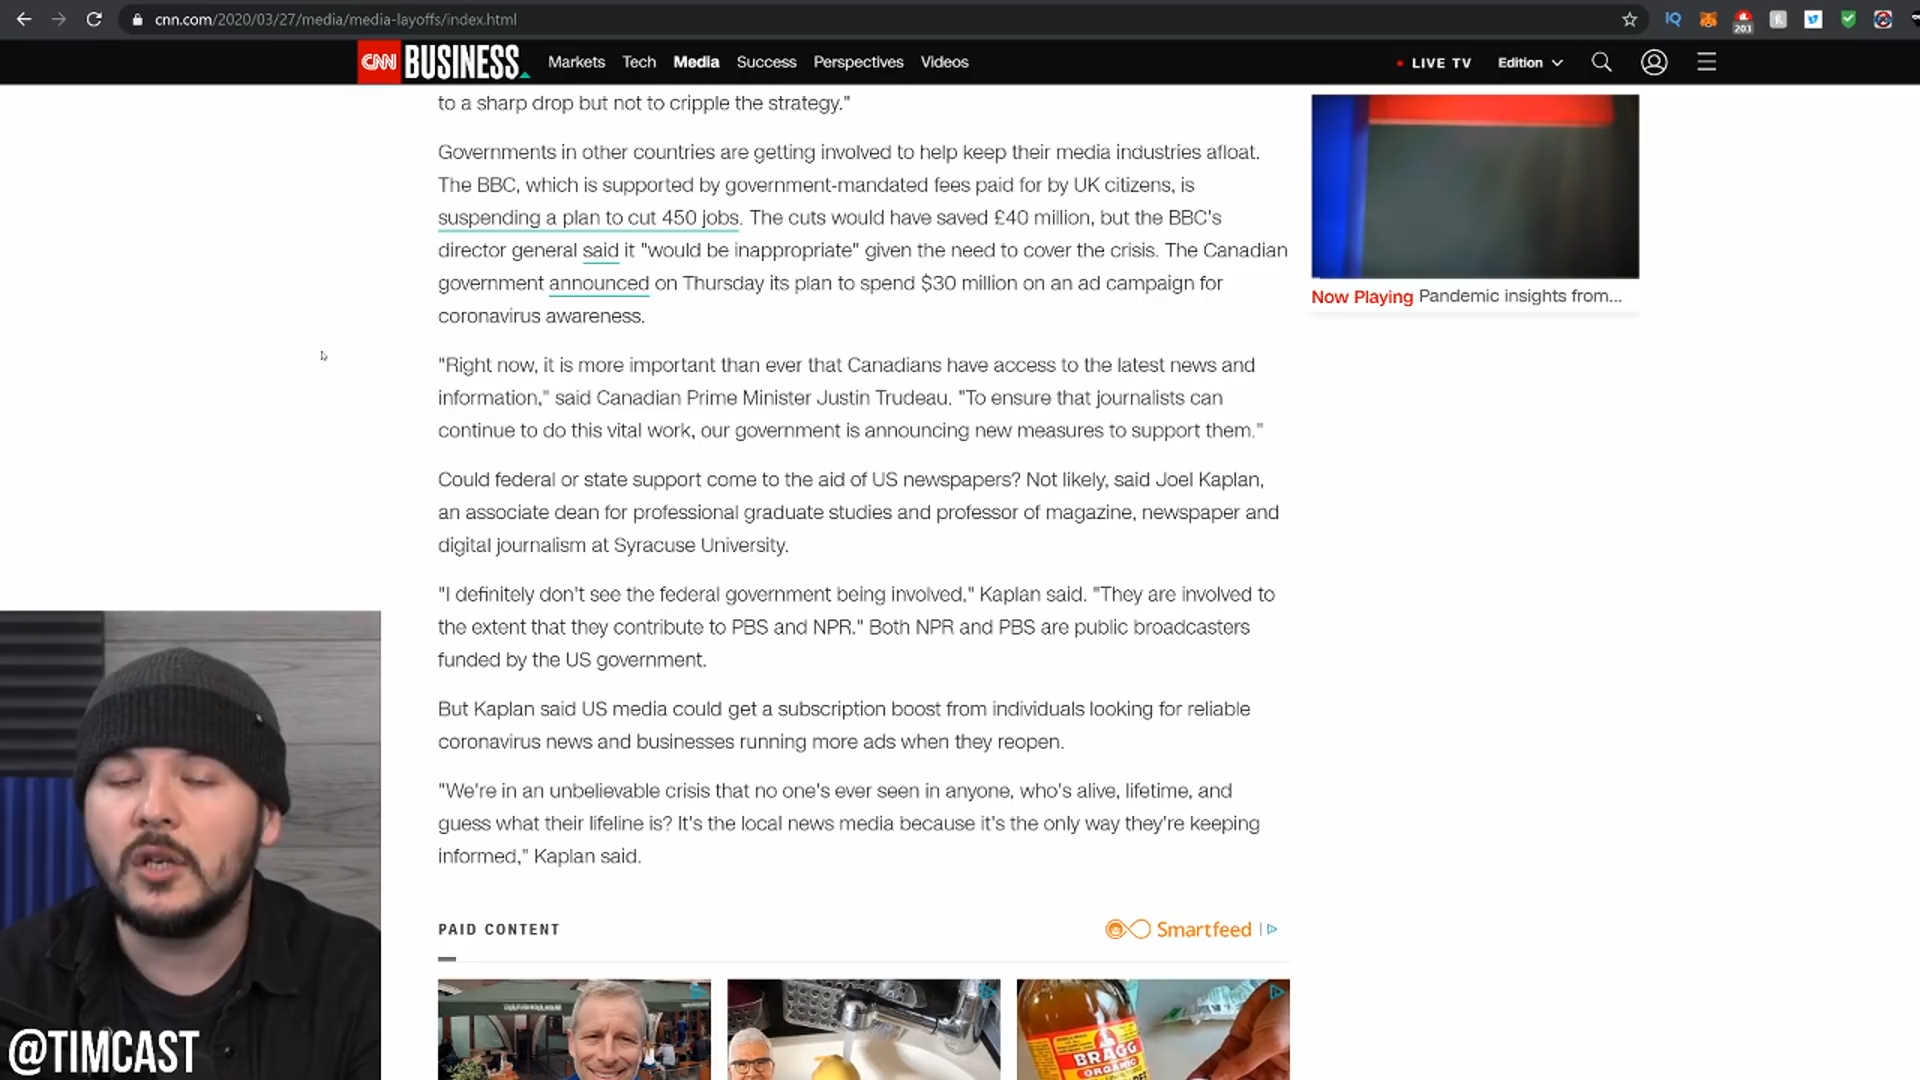 cnn.com/2020/03/27/media/media-layoffs/index.html
203
CNN BUSINESS Markets Tech Media Success Perspectives Videos LIVE TV Edition
to a sharp drop but not to cripple the strategy."
Governments in other countries are getting involved to help keep their media industries afloat.
The BBC, which is supported by government-mandated fees paid for by UK citizens, is
suspending a plan to cut 450 jobs. The cuts would have saved £40 million, but the BBC's
director general said it "would be inappropriate" given the need to cover the crisis. The Canadian
government announced on Thursday its plan to spend $30 million on an ad campaign for
coronavirus awareness.
Now Playing Pandemic insights from...
"Right now, it is more important than ever that Canadians have access to the latest news and
information," said Canadian Prime Minister Justin Trudeau. "To ensure that journalists can
continue to do this vital work, our government is announcing new measures to support them."
Could federal or state support come to the aid of US newspapers? Not likely, said Joel Kaplan,
an associate dean for professional graduate studies and professor of magazine, newspaper and
digital journalism at Syracuse University.
"I definitely don't see the federal government being involved," Kaplan said. "They are involved to
the extent that they contribute to PBS and NPR." Both NPR and PBS are public broadcasters
funded by the US government.
But Kaplan said US media could get a subscription boost from individuals looking for reliable
coronavirus news and businesses running more ads when they reopen.
"We're in an unbelievable crisis that no one's ever seen in anyone, who's alive, lifetime, and
guess what their lifeline is? It's the local news media because it's the only way they're keeping
informed," Kaplan said.
PAID CONTENT
Smartfeed
BRAGG
ORGANIC
@TIMCAST